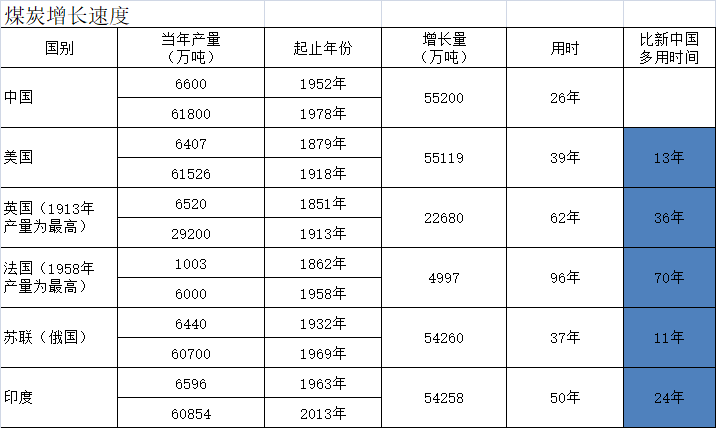 煤炭增长速度
国别 当年产量（万吨） 起止年份 增长量（万吨） 用时 比新中国多用时间
中国 6600 1952年 55200 26年
61800 1978年
美国 6407 1879年 55119 39年 13年
61526 1918年
英国（1913年产量为最高） 6520 1851年 22680 62年 36年
29200 1913年
法国（1958年产量为最高） 1003 1862年 4997 96年 70年
6000 1958年
苏联（俄国） 6440 1932年 54260 37年 11年
60700 1969年
印度 6596 1963年 54258 50年 24年
60854 2013年